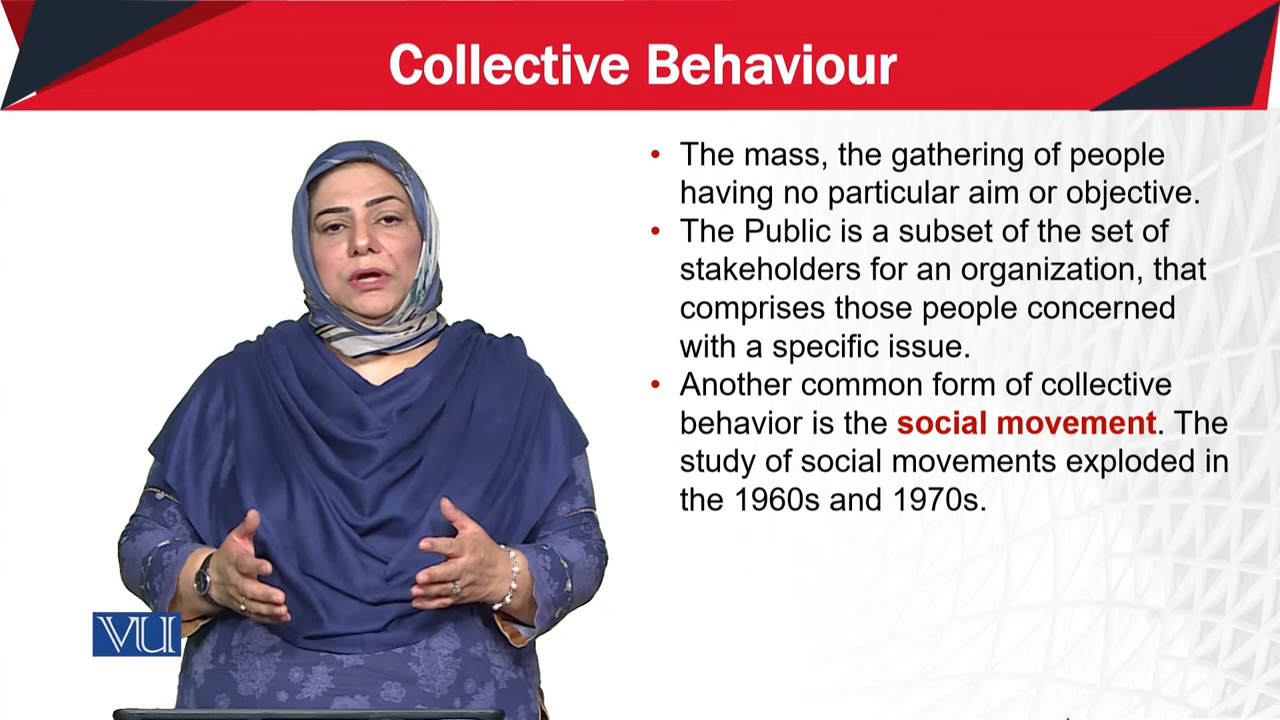 Collective Behaviour
• The mass, the gathering of people
having no particular aim or objective.
• The Public is a subset of the set of
stakeholders for an organization, that
comprises those people concerned
with a specific issue.
• Another common form of collective
behavior is the social movement. The
study of social movements exploded in
the 1960s and 1970s.
VU